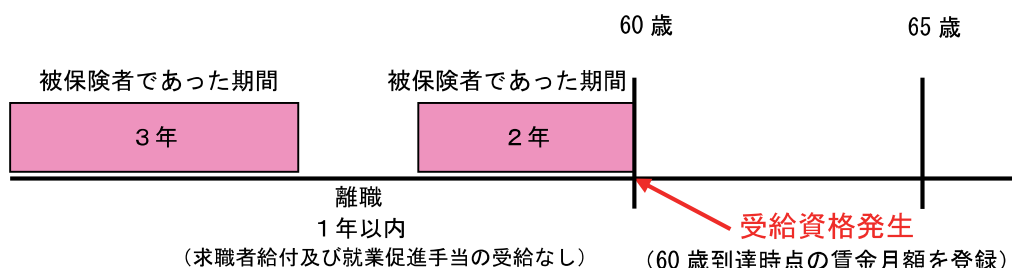 60 歳
65 歳
被保険者であった期間
被保険者であった期間
３年
２年
離職
１年以内
（求職者給付及び就業促進手当の受給なし）
受給資格発生
（60 歳到達時点の賃金月額を登録）